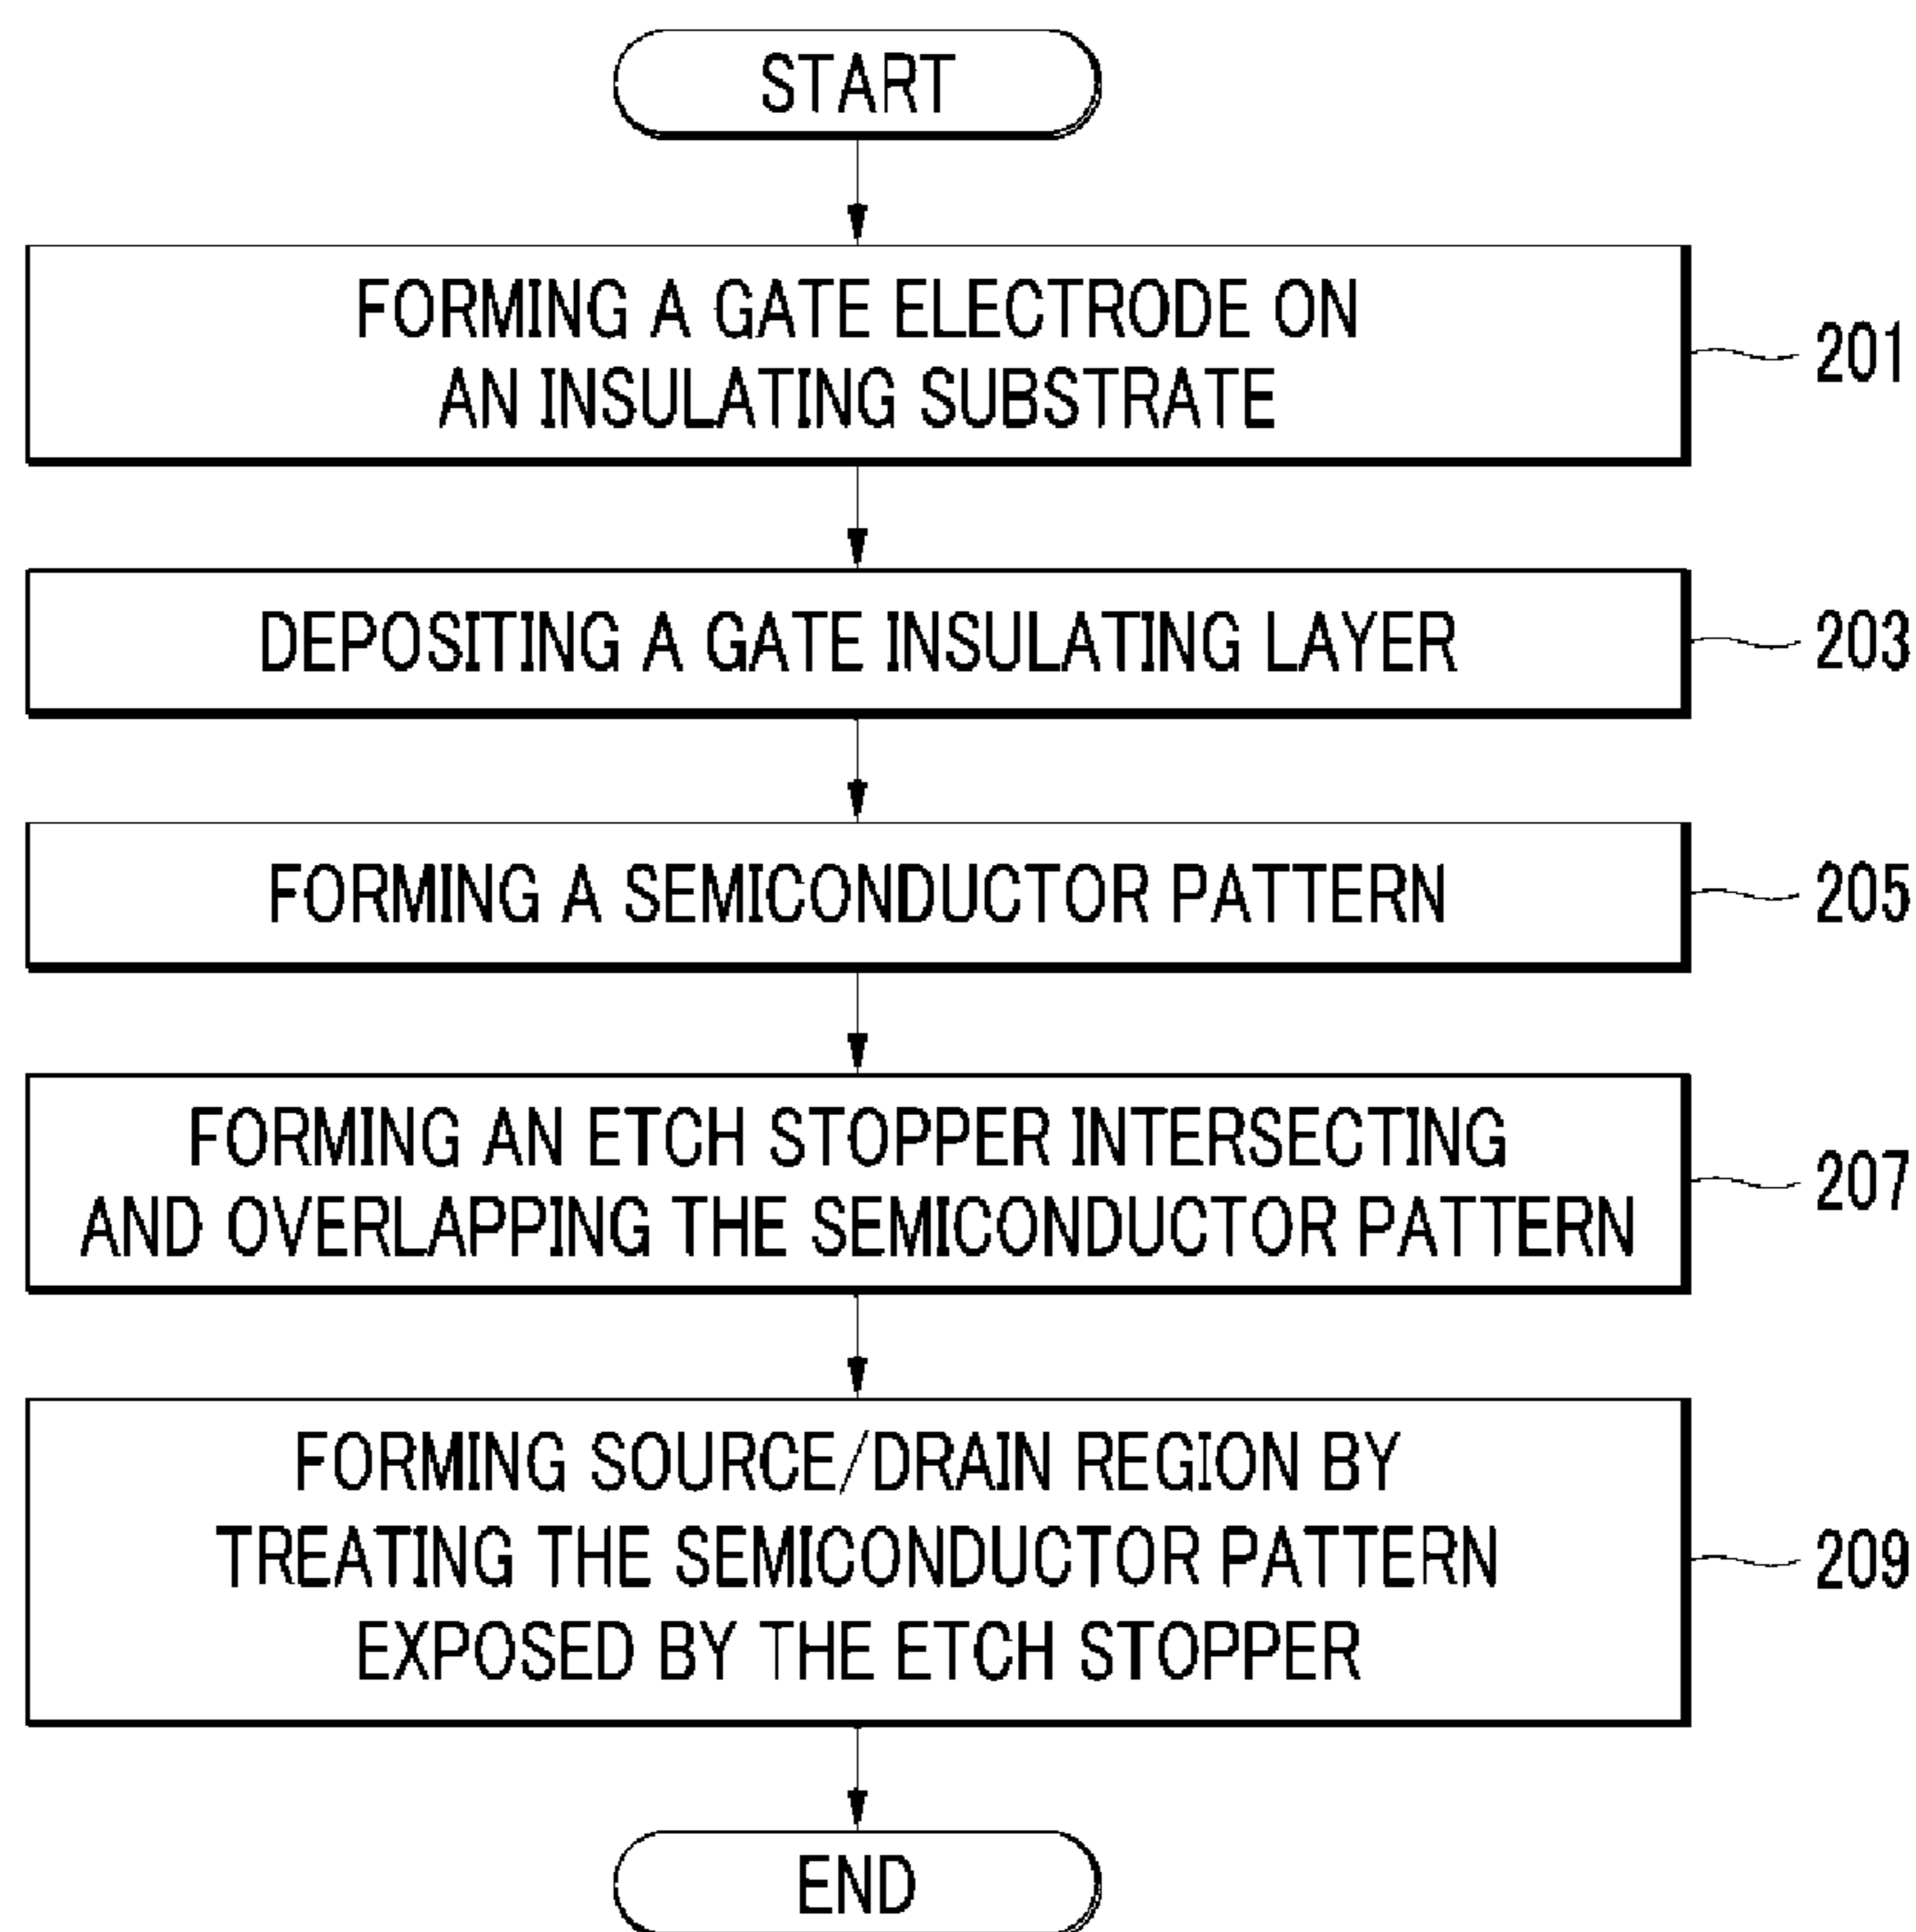 START
FORMING A GATE ELECTRODE ON
AN INSULATING SUBSTRATE
201
DEPOSITING A GATE INSULATING LAYER
203
FORMING A SEMICONDUCTOR PATTERN
205
FORMING AN ETCH STOPPER INTERSECTING
AND OVERLAPPING THE SEMICONDUCTOR PATTERN
207
FORMING SOURCE/DRAIN REGION BY
TREATING THE SEMICONDUCTOR PATTERN
EXPOSED BY THE ETCH STOPPER
209
END